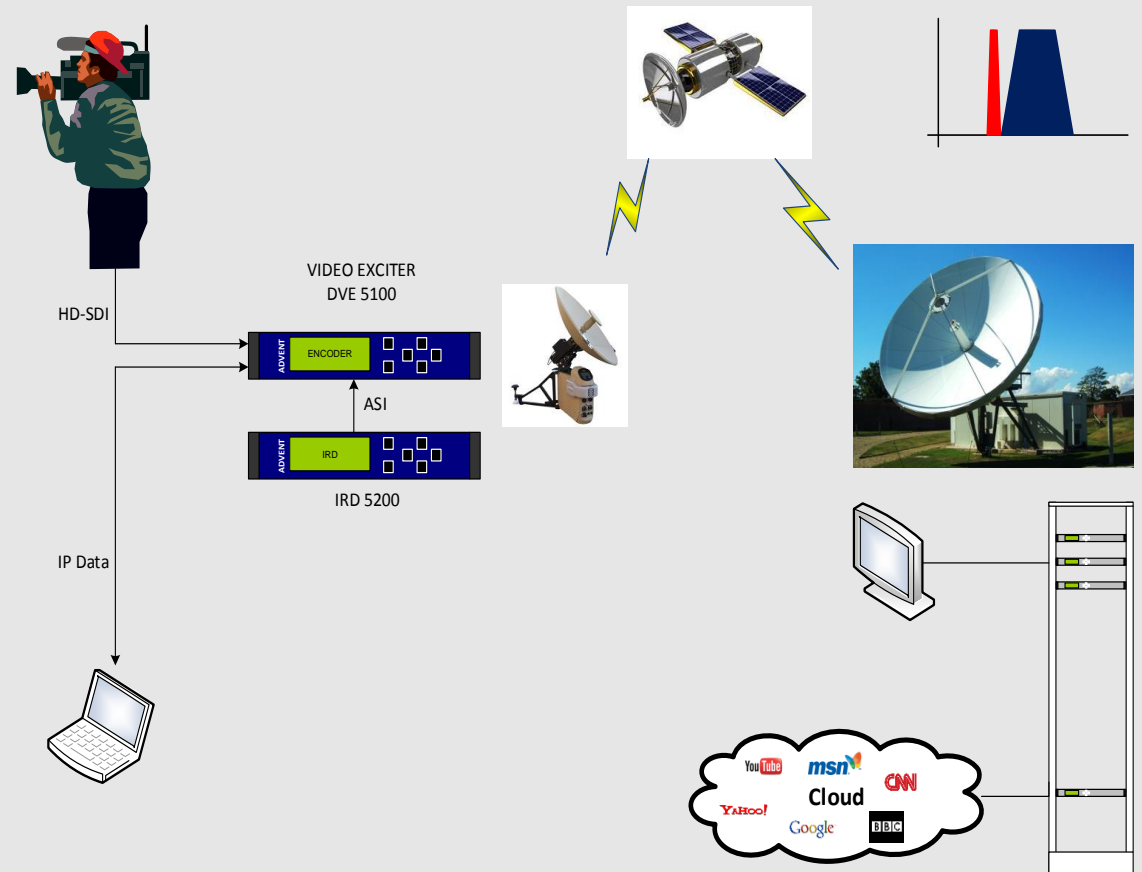 VIDEO EXCITER
DVE 5100
HD-SDI
ADVENT
ENCODER
ASI
ADVENT
IRD
IRD 5200
IP Data
You Tube
msn
CNN
Cloud
YAHOO!
Google
BBC